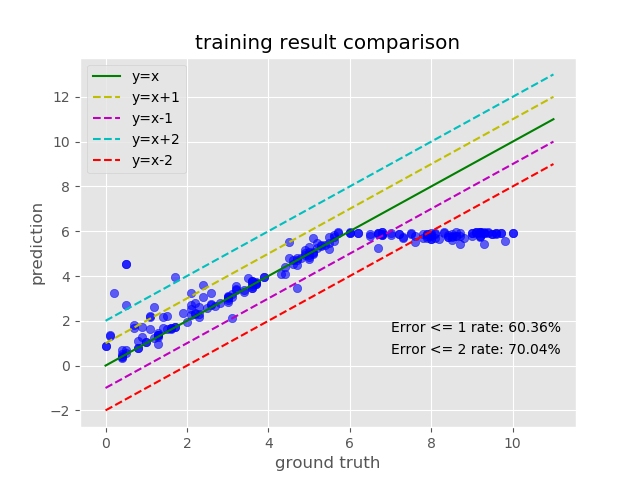 training result comparison
y=x
y=x+1
y=x-1
y=x+2
y=x-2
12
10
8
6
4
2
0
−2
prediction
Error <= 1 rate: 60.36%
Error <= 2 rate: 70.04%
0 2 4 6 8 10
ground truth